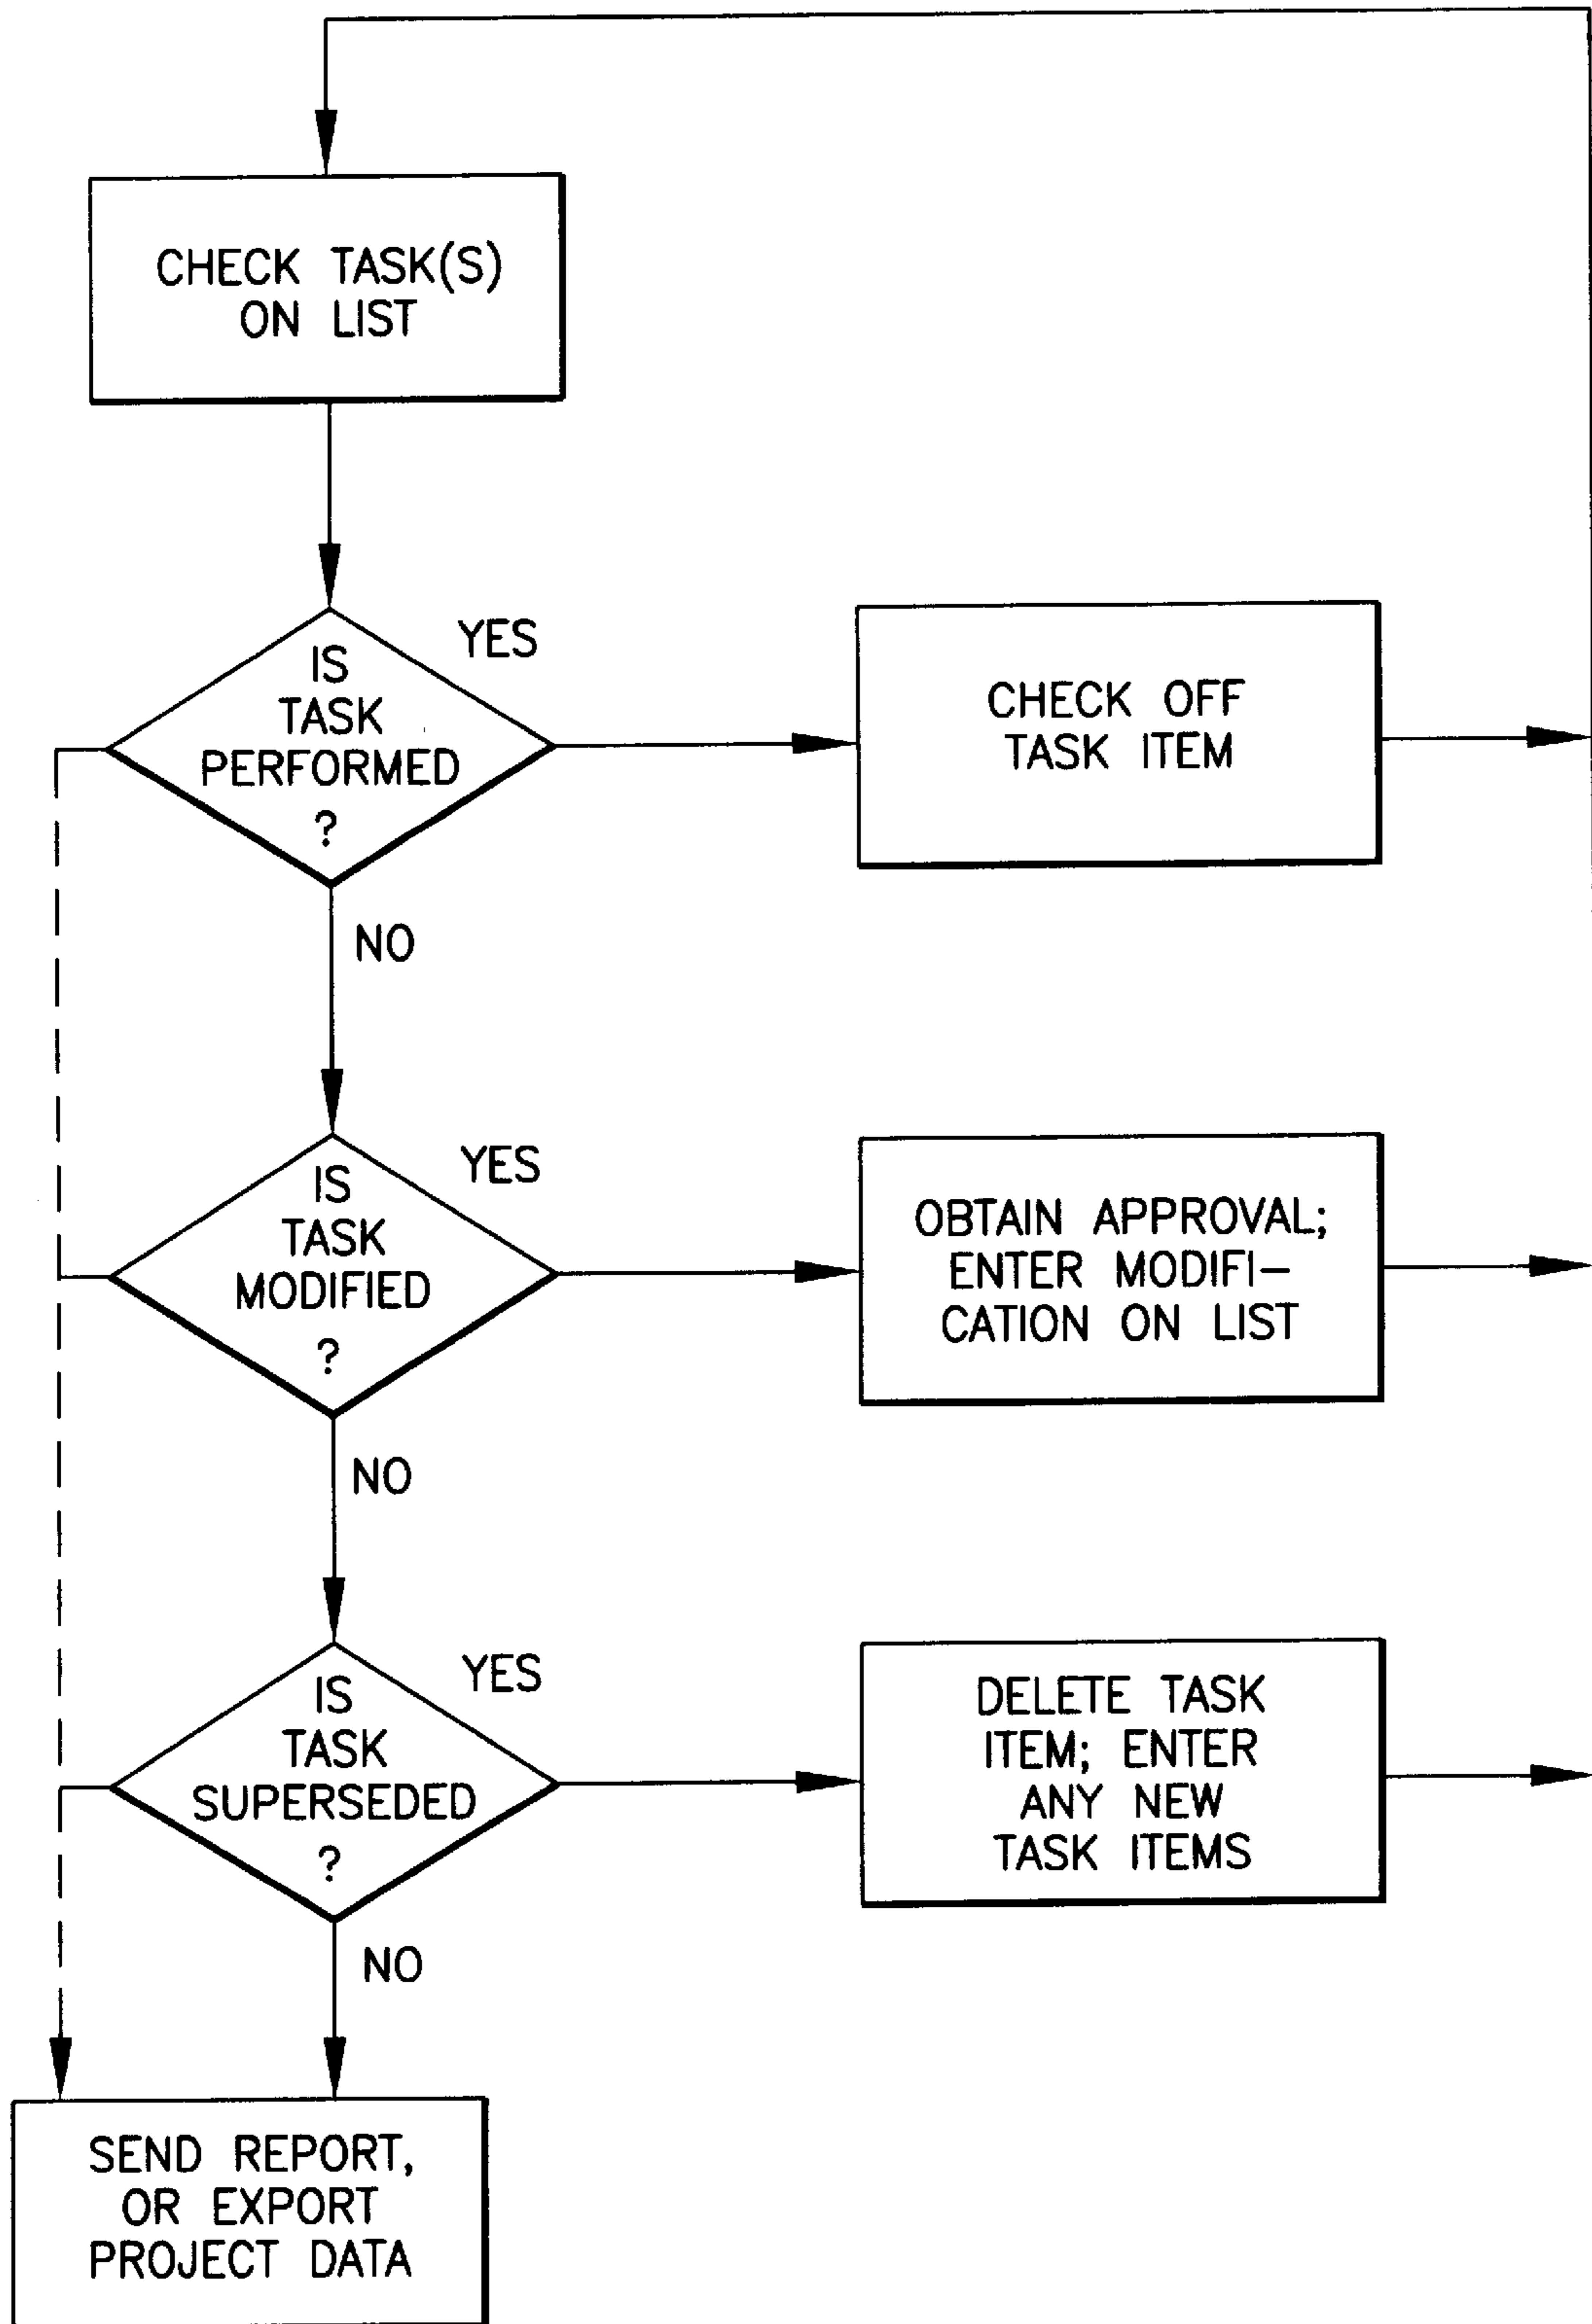 CHECK TASK(S)
ON LIST
IS
TASK
PERFORMED
?
YES
CHECK OFF
TASK ITEM
NO
IS
TASK
MODIFIED
?
YES
OBTAIN APPROVAL;
ENTER MODIFI-
CATION ON LIST
NO
IS
TASK
SUPERSEDED
?
YES
DELETE TASK
ITEM; ENTER
ANY NEW
TASK ITEMS
NO
SEND REPORT,
OR EXPORT
PROJECT DATA